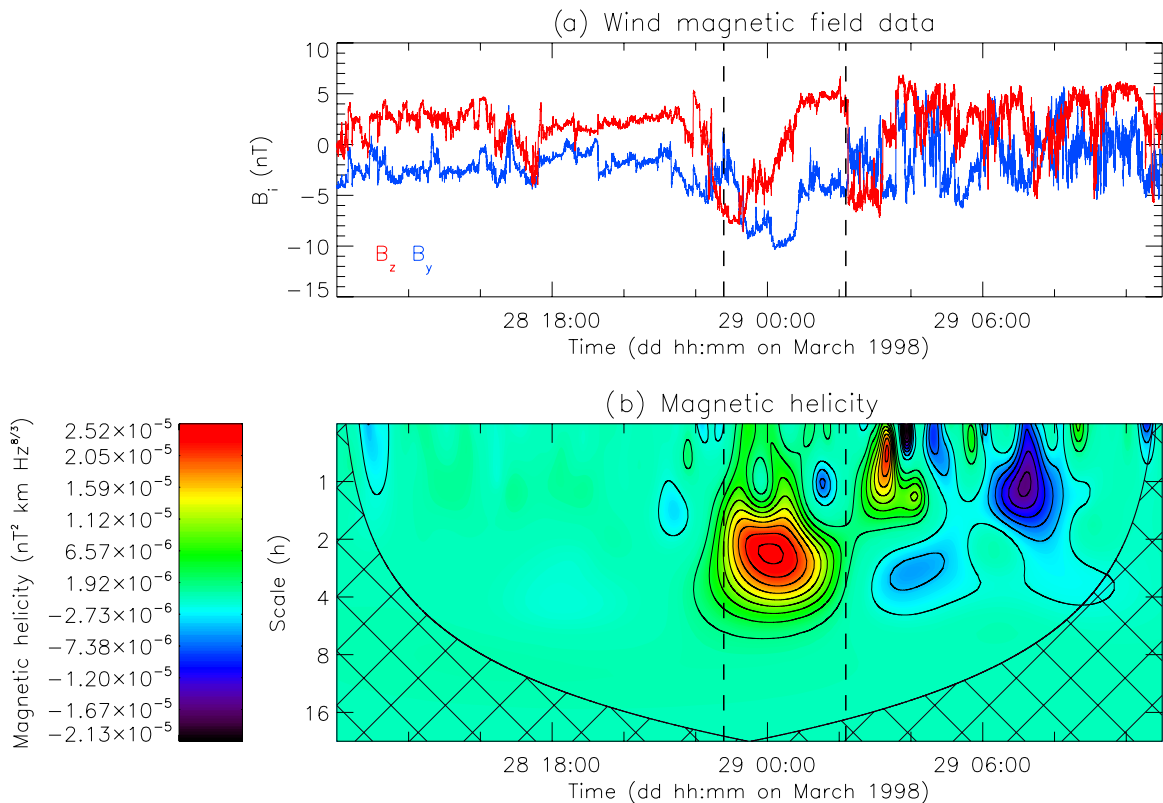 (a) Wind magnetic field data
10
5
0
−5
−10
−15
B_i (nT)
B_z B_y
28 18:00 29 00:00 29 06:00
Time (dd hh:mm on March 1998)
(b) Magnetic helicity
Magnetic helicity (nT² km Hz^8/3)
2.52×10⁻⁵
2.05×10⁻⁵
1.59×10⁻⁵
1.12×10⁻⁵
6.57×10⁻⁶
1.92×10⁻⁶
−2.73×10⁻⁶
−7.38×10⁻⁶
−1.20×10⁻⁵
−1.67×10⁻⁵
−2.13×10⁻⁵
Scale (h)
1
2
4
8
16
28 18:00 29 00:00 29 06:00
Time (dd hh:mm on March 1998)